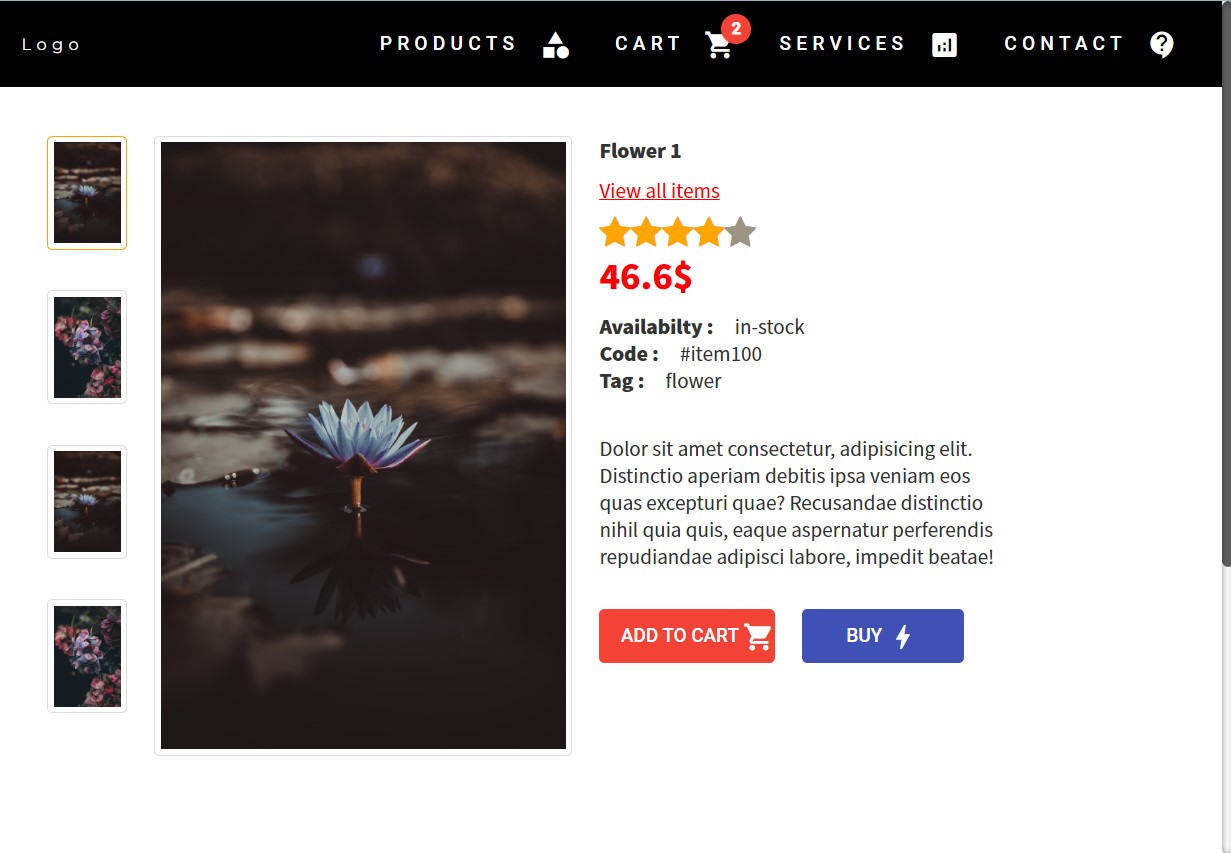 Logo
PRODUCTS
CART
2
SERVICES
CONTACT
?
Flower 1
View all items
46.6$
Availabilty : in-stock
Code : #item100
Tag : flower
Dolor sit amet consectetur, adipisicing elit.
Distinctio aperiam debitis ipsa veniam eos
quas excepturi quae? Recusandae distinctio
nihil quia quis, eaque aspernatur perferendis
repudiandae adipisci labore, impedit beatae!
ADD TO CART
BUY